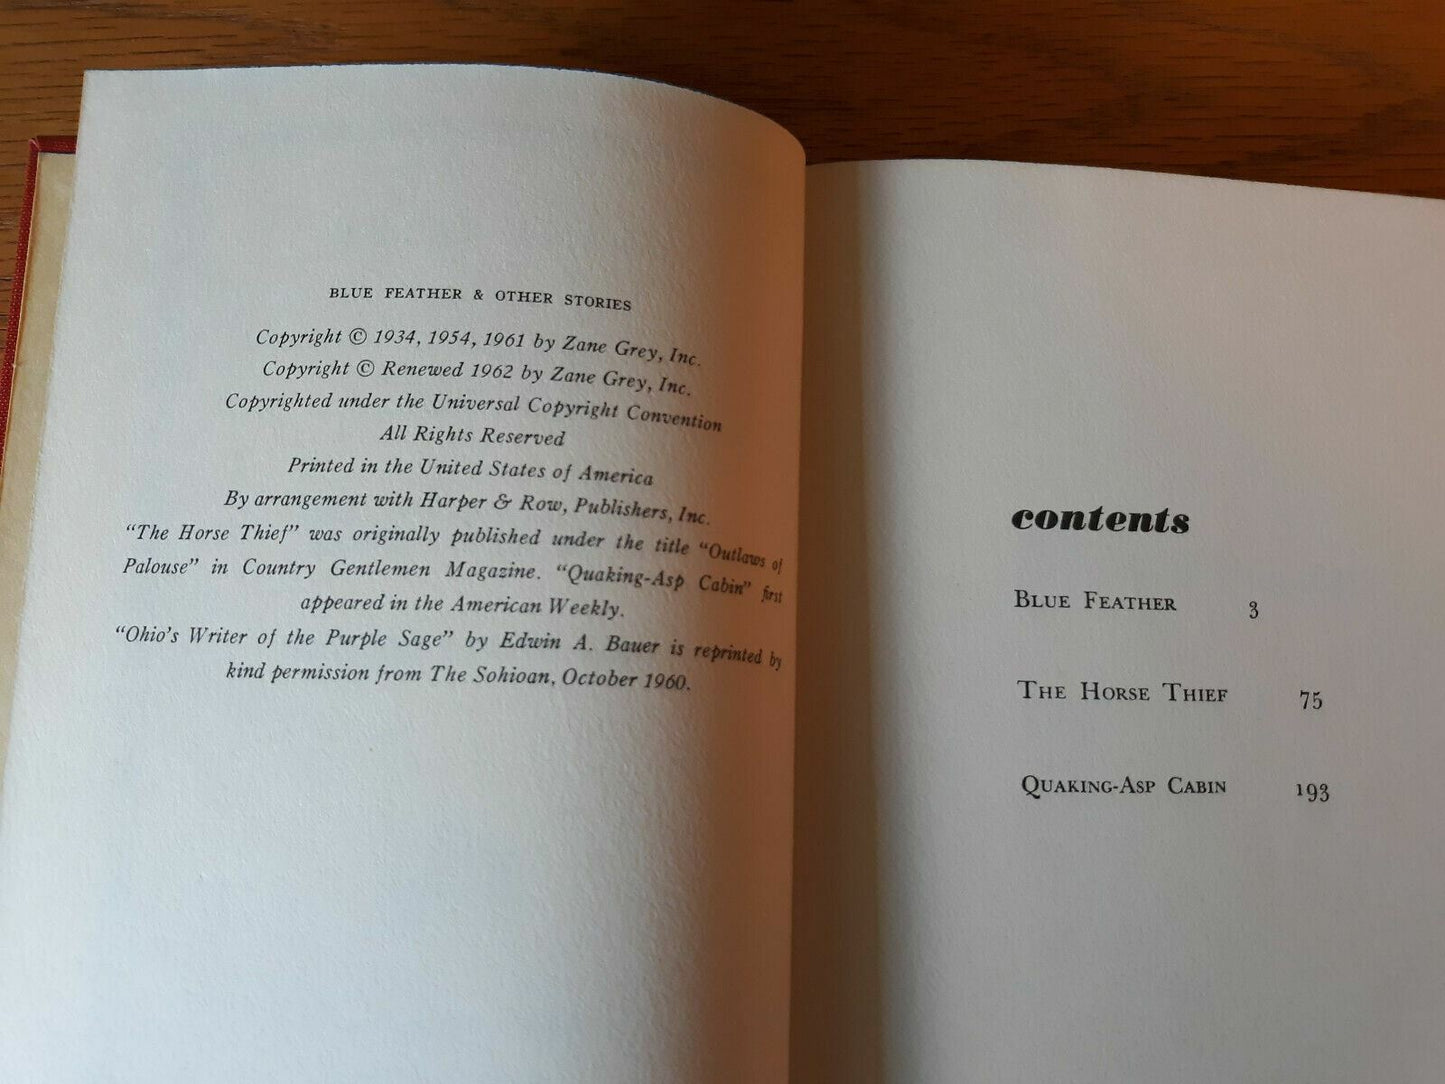 BLUE FEATHER & OTHER STORIES
Copyright © 1934, 1954, 1961 by Zane Grey, Inc.
Copyright © Renewed 1962 by Zane Grey, Inc.
Copyrighted under the Universal Copyright Convention
All Rights Reserved
Printed in the United States of America
By arrangement with Harper & Row, Publishers, Inc.
“The Horse Thief” was originally published under the title “Outlaws of
Palouse” in Country Gentlemen Magazine. “Quaking-Asp Cabin” first
appeared in the American Weekly.
“Ohio’s Writer of the Purple Sage” by Edwin A. Bauer is reprinted by
kind permission from The Sohioan, October 1960.
contents
BLUE FEATHER 3
THE HORSE THIEF 75
QUAKING-ASP CABIN 193